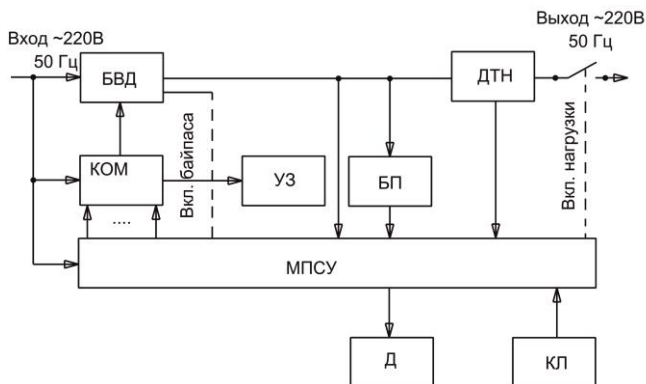 Вход ~220В
50 Гц
Выход ~220В
50 Гц
БВД
ДТН
КОМ
УЗ
БП
Вкл. байпаса
Вкл. нагрузки
....
МПСУ
Д
КЛ